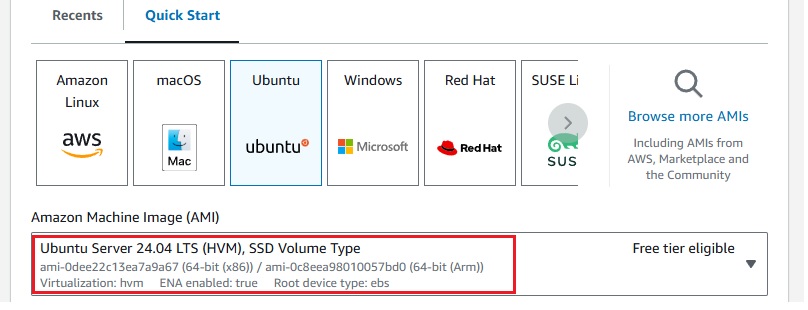 Recents
Quick Start
Amazon
Linux
aws
macOS
Mac
Ubuntu
ubuntu
Windows
Microsoft
Red Hat
Red Hat
SUSE Li
SUS
Browse more AMIs
Including AMIs from
AWS, Marketplace and
the Community
Amazon Machine Image (AMI)
Ubuntu Server 24.04 LTS (HVM), SSD Volume Type
Free tier eligible
ami-0dee22c13ea7a9a67 (64-bit (x86)) / ami-0c8eea98010057bd0 (64-bit (Arm))
Virtualization: hvm ENA enabled: true Root device type: ebs